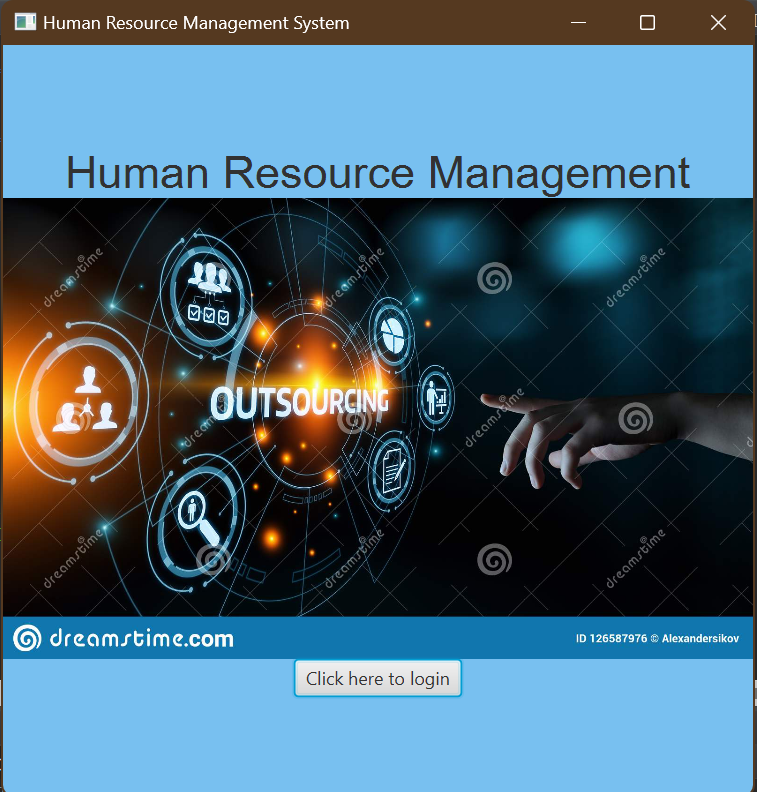 Human Resource Management System
Human Resource Management
dreamstime
dreamstime
dreamstime
OUTSOURCING
dreamstime
dreamstime
dreamstime
dreamstime
dreamstime
dreamstime.com
ID 126587976 © Alexandersikov
Click here to login